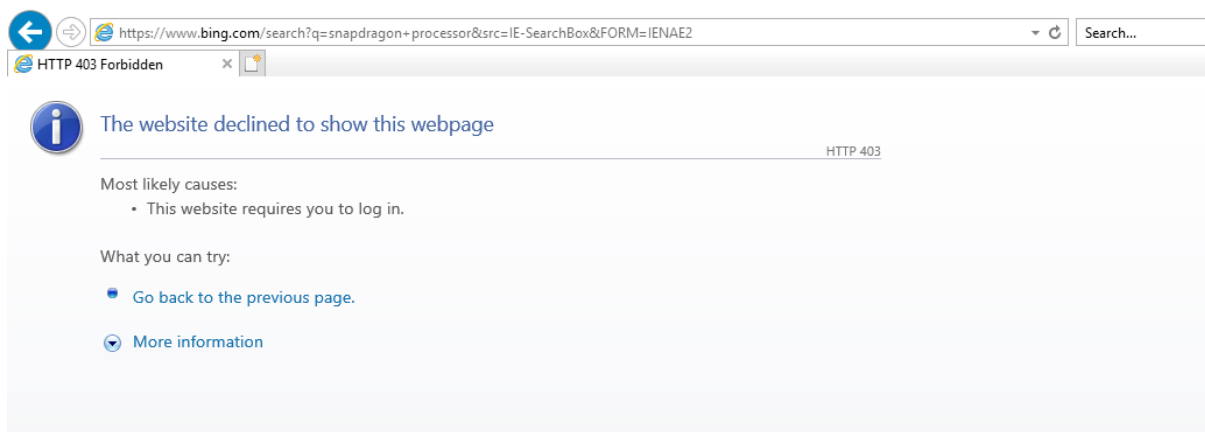 https://www.bing.com/search?q=snapdragon+processor&src=IE-SearchBox&FORM=IENAE2
Search...
HTTP 403 Forbidden
The website declined to show this webpage
HTTP 403
Most likely causes:
• This website requires you to log in.
What you can try:
Go back to the previous page.
More information